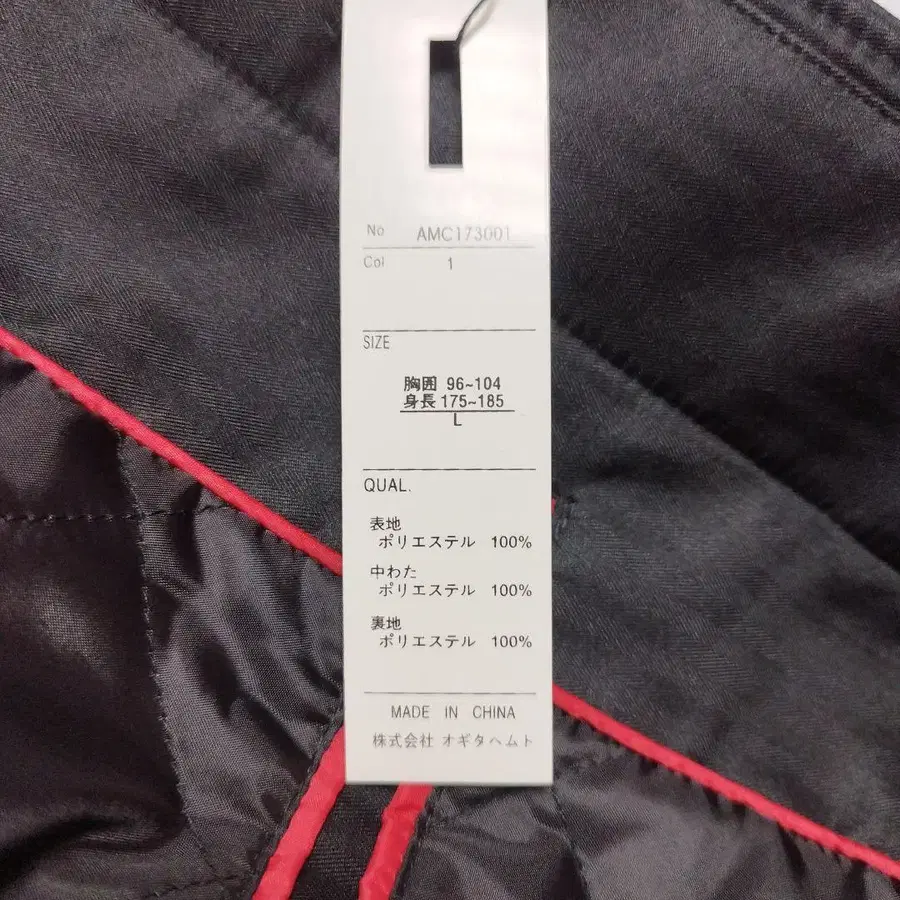 No AMC173001
Col 1
SIZE
胸囲 96~104
身長 175~185
L
QUAL.
表地
ポリエステル 100%
中わた
ポリエステル 100%
裏地
ポリエステル 100%
MADE IN CHINA
株式会社 オギタヘムト